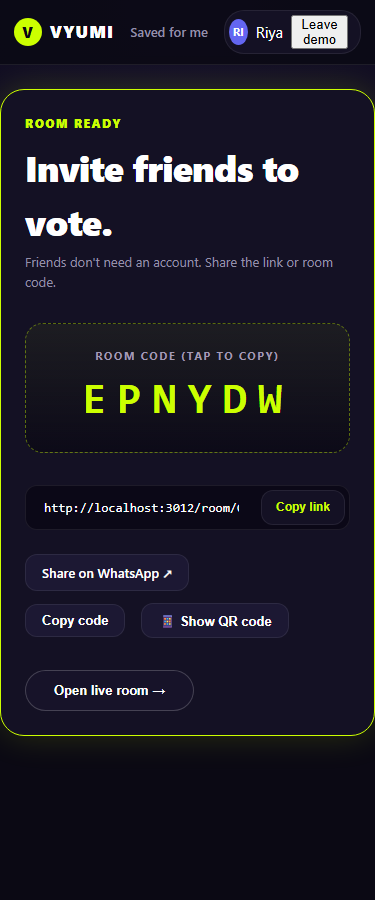 V VYUMI Saved for me RI Riya Leave demo
ROOM READY
Invite friends to
vote.
Friends don't need an account. Share the link or room
code.
ROOM CODE (TAP TO COPY)
EPNYDW
http://localhost:3012/room/ Copy link
Share on WhatsApp ↗
Copy code Show QR code
Open live room →